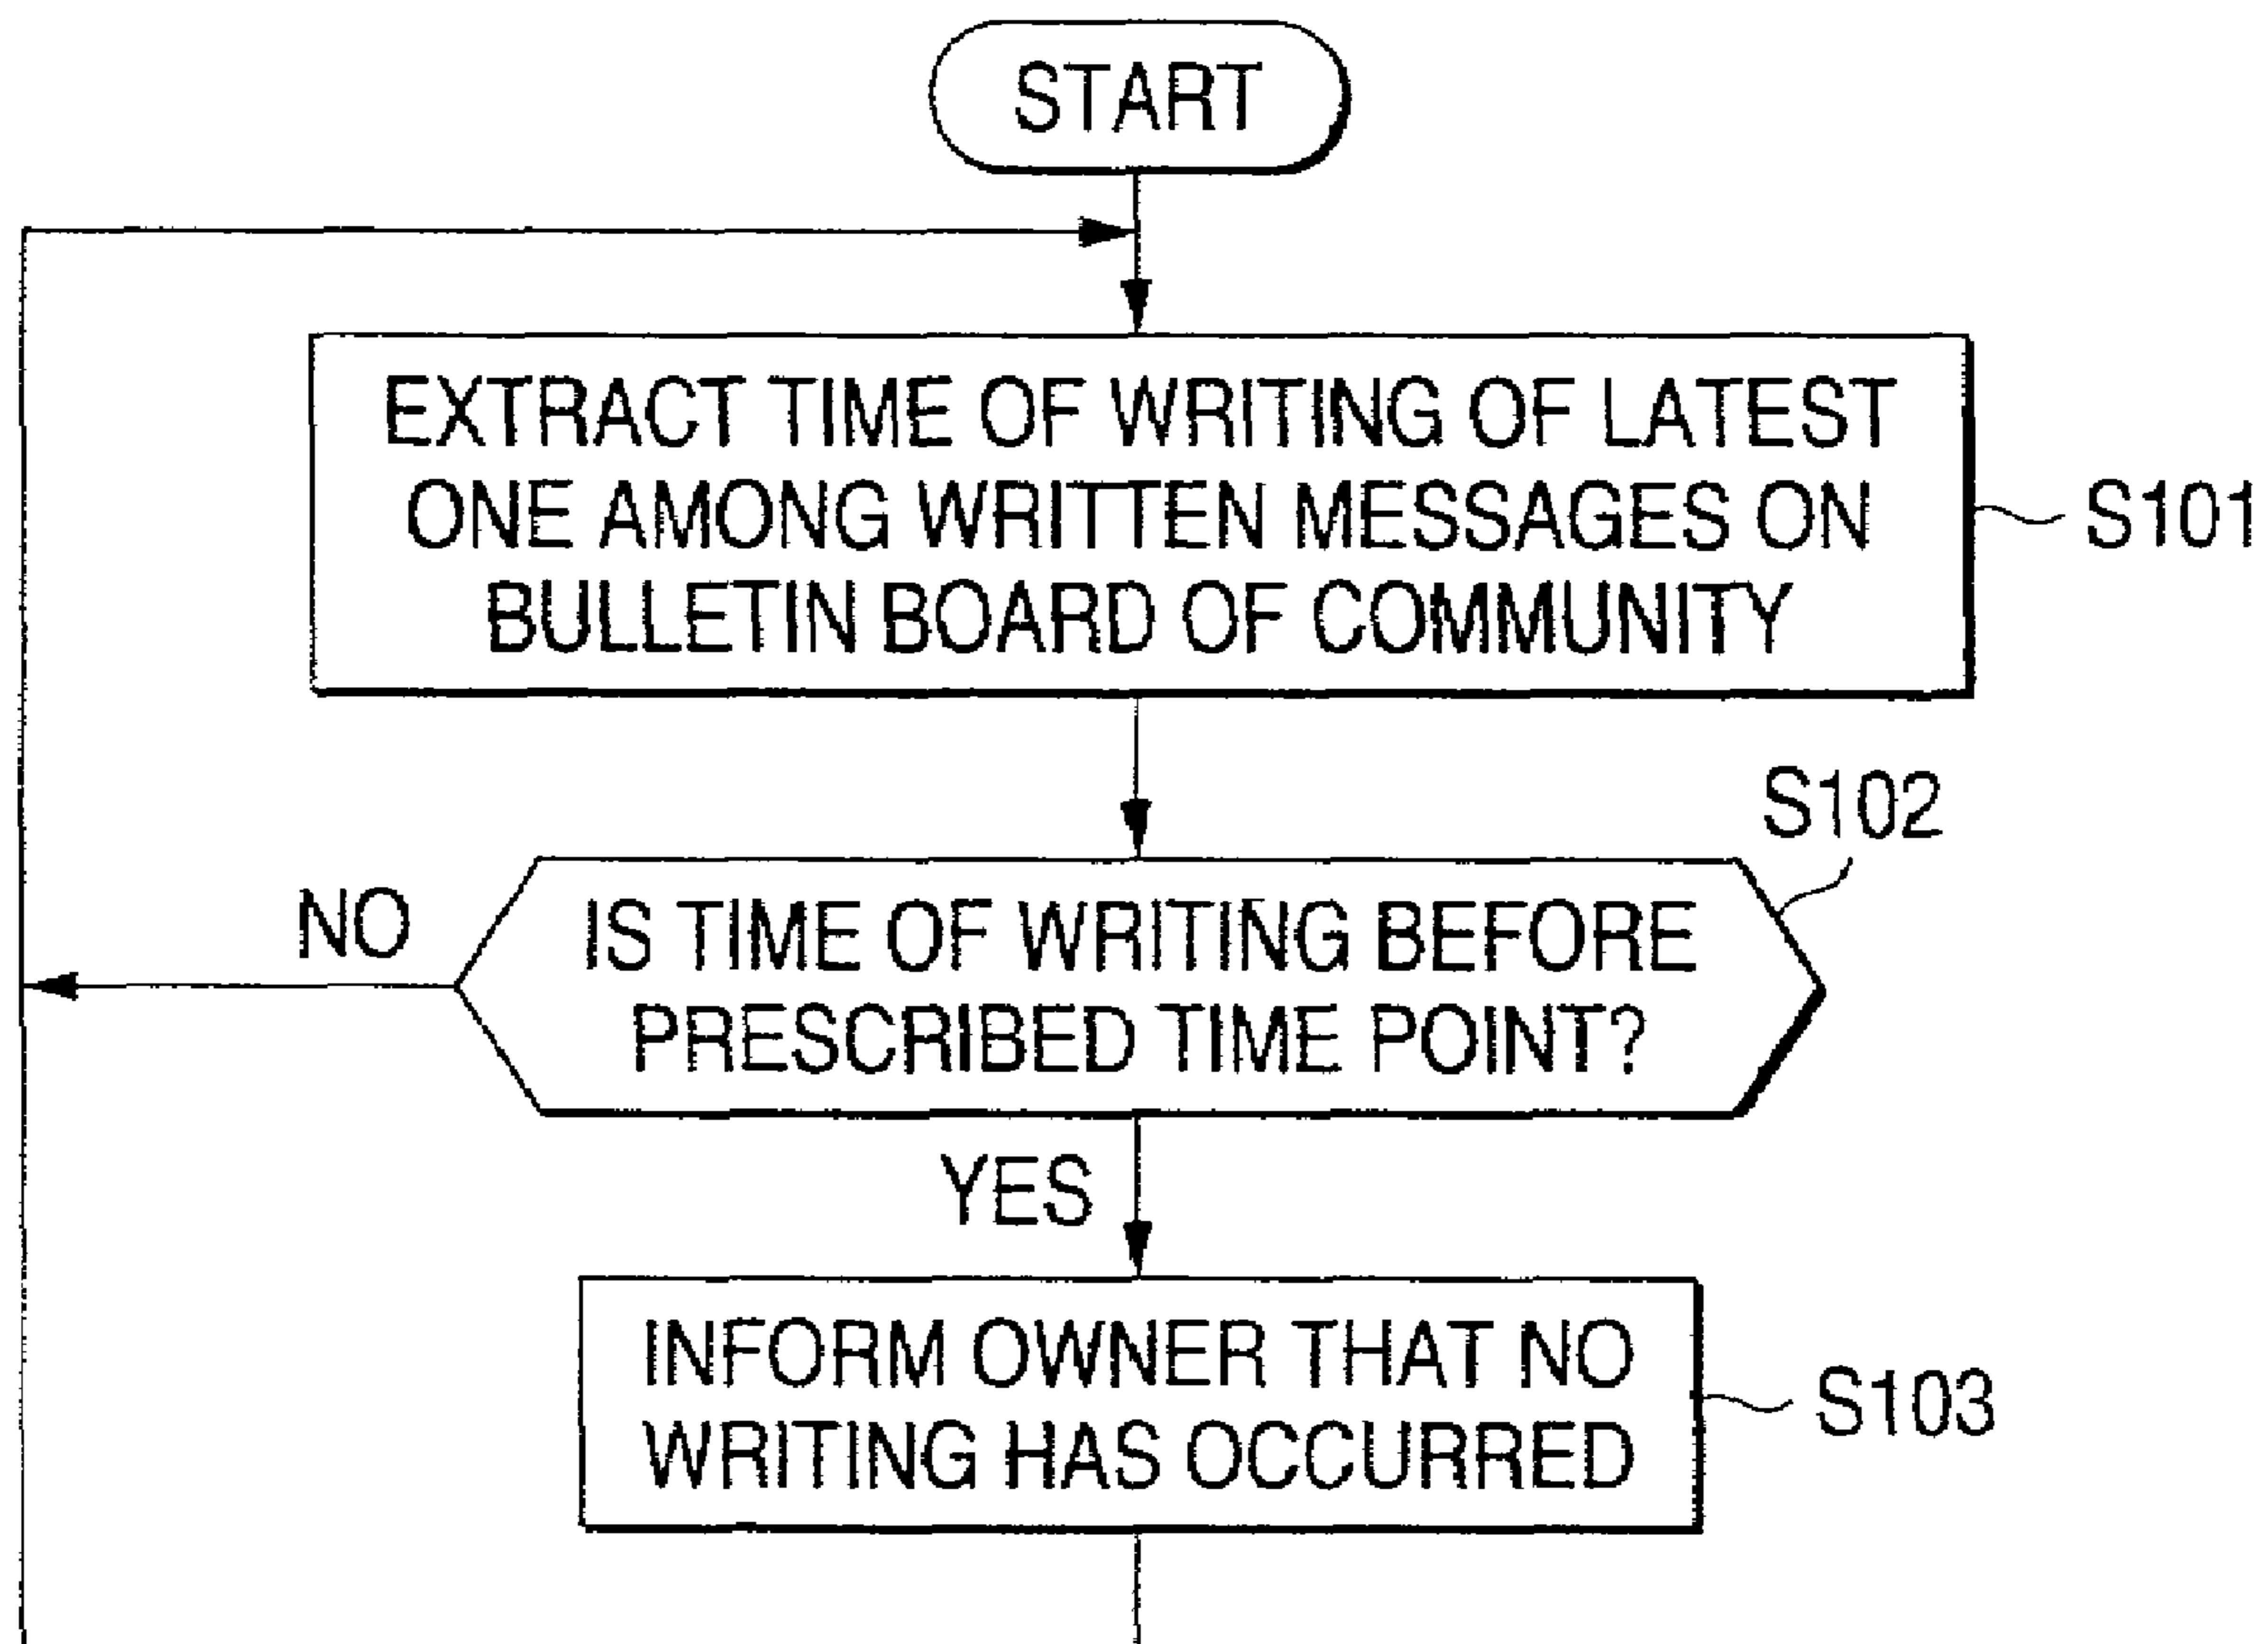 START
EXTRACT TIME OF WRITING OF LATEST
ONE AMONG WRITTEN MESSAGES ON
BULLETIN BOARD OF COMMUNITY
S101
S102
NO
IS TIME OF WRITING BEFORE
PRESCRIBED TIME POINT?
YES
INFORM OWNER THAT NO
WRITING HAS OCCURRED
S103